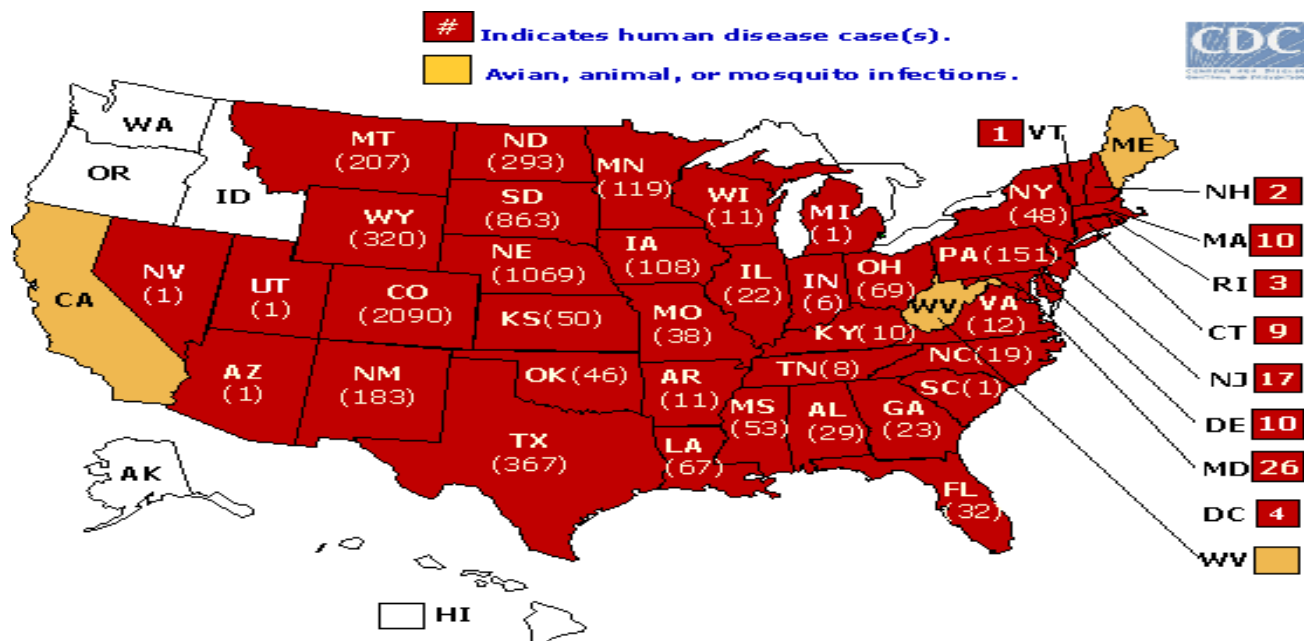 # Indicates human disease case(s).
CDC
Avian, animal, or mosquito infections.
WA
MT
(207)
ND
(293)
MN
(119)
1 VT
ME
OR
ID
SD
(863)
WI
(11)
MI
(1)
NY
(48)
NH 2
WY
(320)
MA 10
NE
(1069)
IA
(108)
PA (151)
RI 3
CA
NV
(1)
UT
(1)
CO
(2090)
KS (50)
MO
(38)
IL
(22)
IN
(6)
OH
(69)
WV
VA
(12)
CT 9
KY (10)
AZ
(1)
NM
(183)
OK (46)
AR
(11)
TN (8)
NC (19)
NJ 17
SC (1)
MS
(53)
AL
(29)
GA
(23)
DE 10
TX
(367)
LA
(67)
MD 26
AK
FL
(32)
DC 4
WV
HI